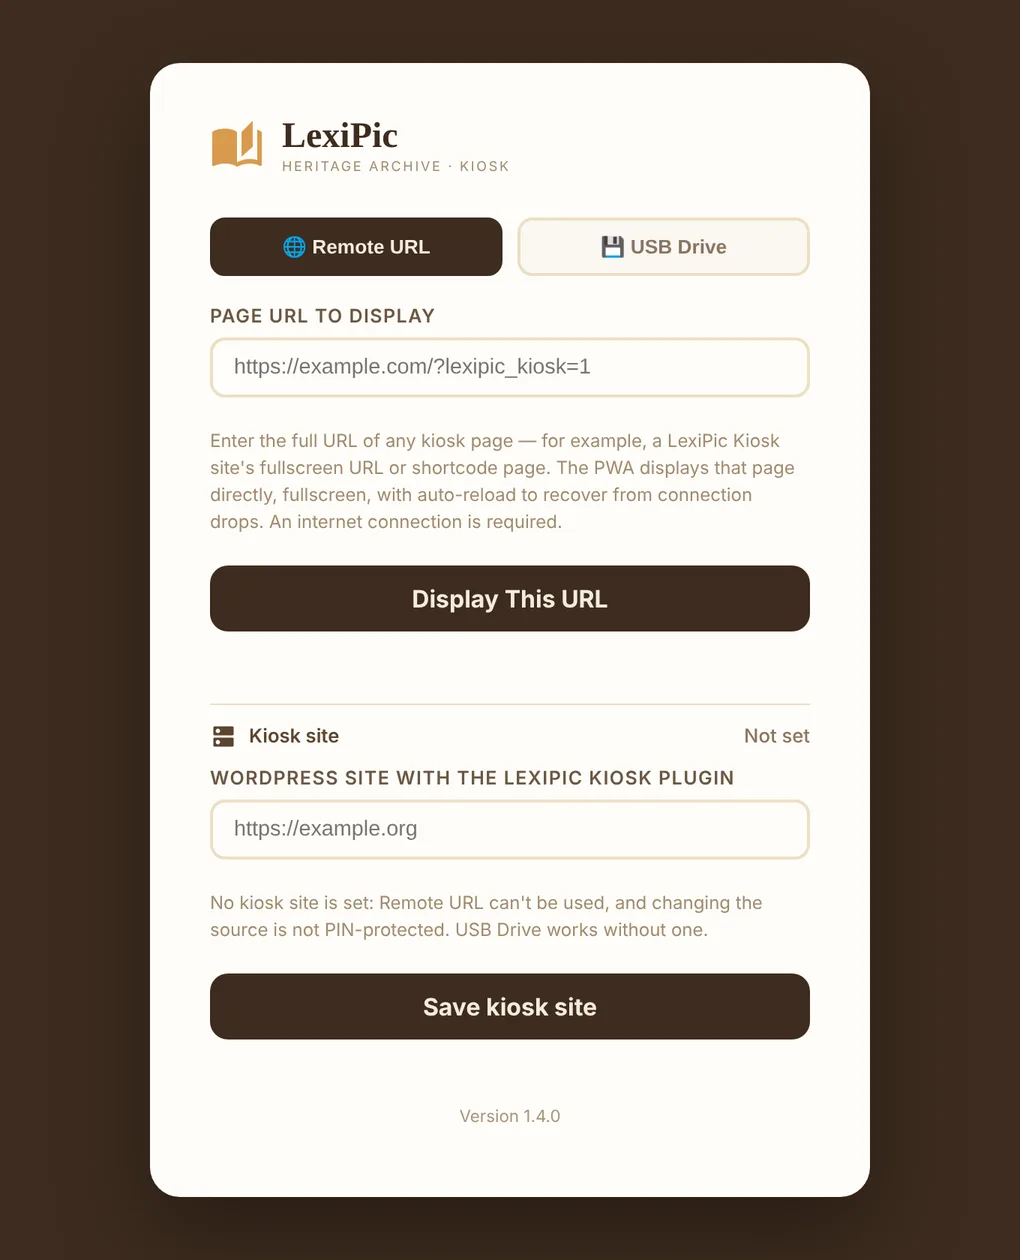 LexiPic
HERITAGE ARCHIVE · KIOSK
🌐 Remote URL
💾 USB Drive
PAGE URL TO DISPLAY
https://example.com/?lexipic_kiosk=1
Enter the full URL of any kiosk page — for example, a LexiPic Kiosk
site's fullscreen URL or shortcode page. The PWA displays that page
directly, fullscreen, with auto-reload to recover from connection
drops. An internet connection is required.
Display This URL
Kiosk site
Not set
WORDPRESS SITE WITH THE LEXIPIC KIOSK PLUGIN
https://example.org
No kiosk site is set: Remote URL can't be used, and changing the
source is not PIN-protected. USB Drive works without one.
Save kiosk site
Version 1.4.0